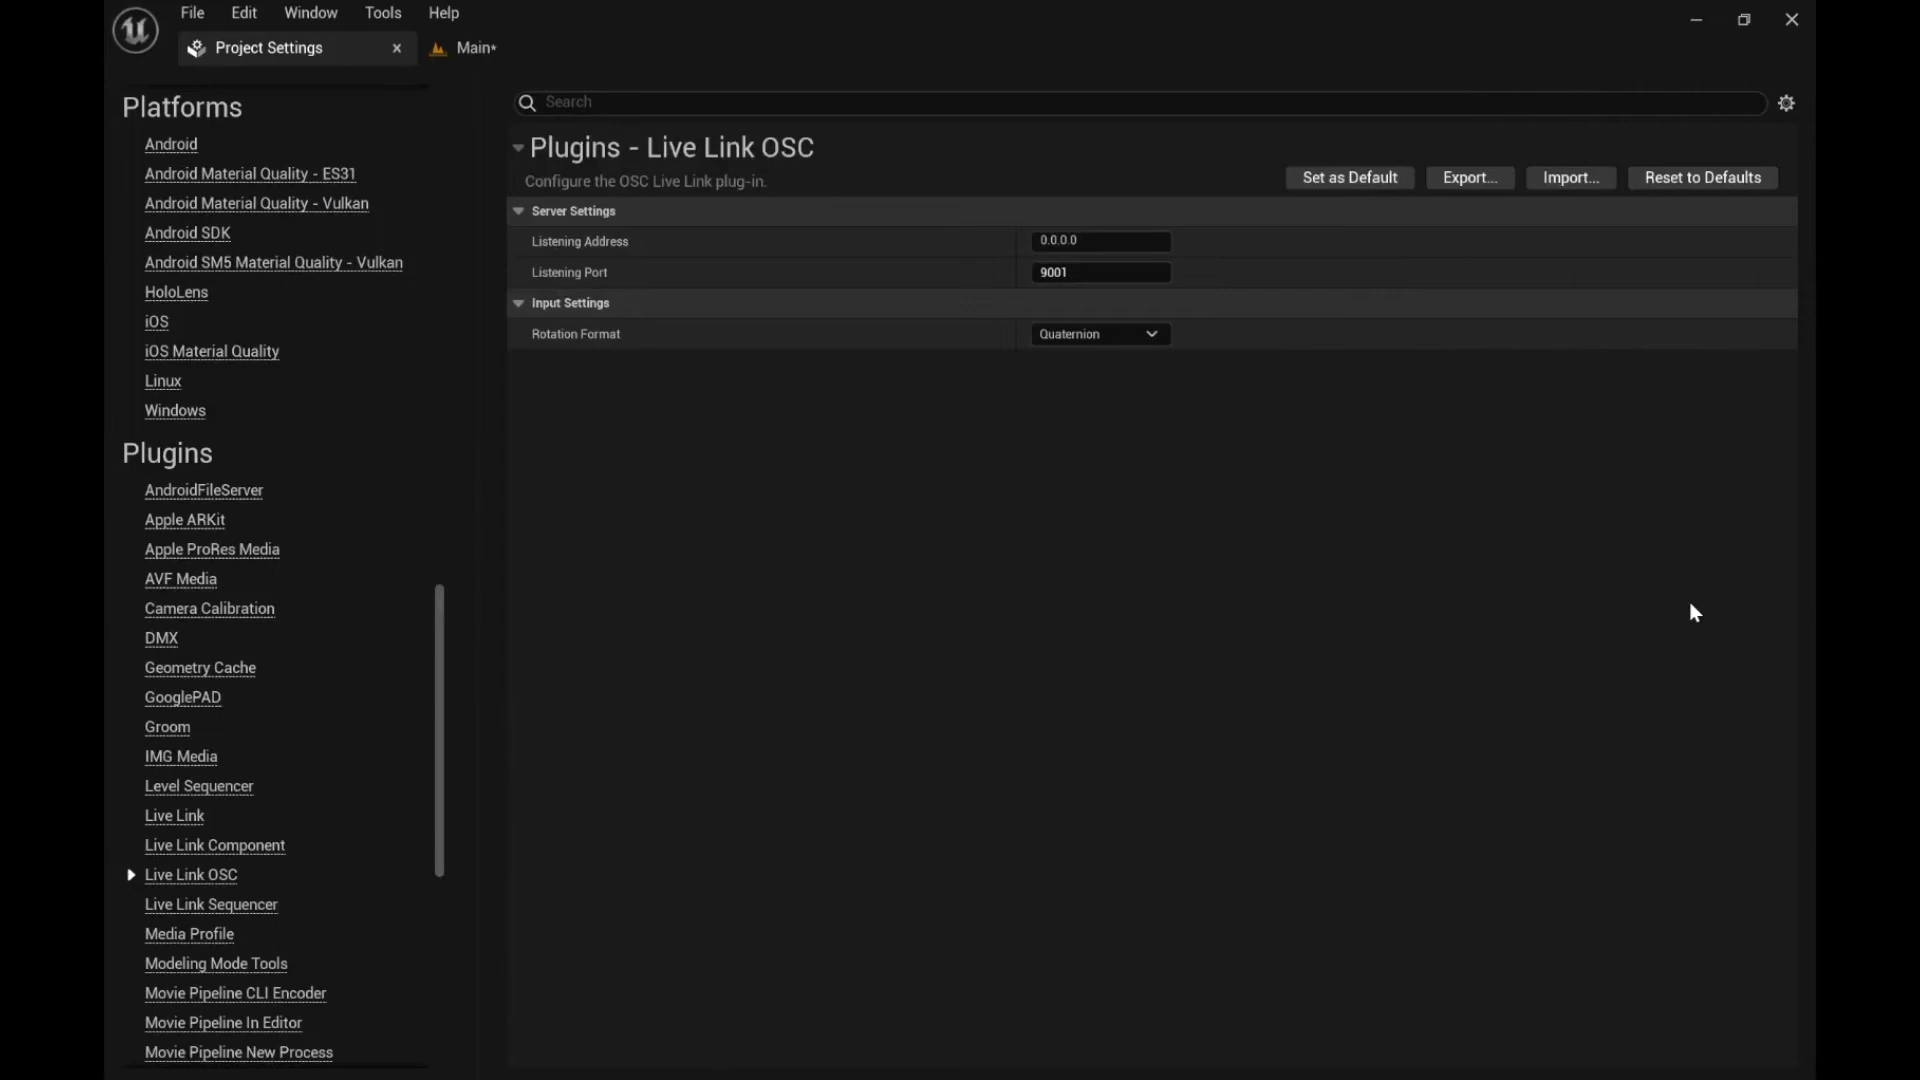 File Edit Window Tools Help
Project Settings
Main*
Platforms
Android
Android Material Quality - ES31
Android Material Quality - Vulkan
Android SDK
Android SM5 Material Quality - Vulkan
HoloLens
iOS
iOS Material Quality
Linux
Windows
Plugins
AndroidFileServer
Apple ARKit
Apple ProRes Media
AVF Media
Camera Calibration
DMX
Geometry Cache
GooglePAD
Groom
IMG Media
Level Sequencer
Live Link
Live Link Component
Live Link OSC
Live Link Sequencer
Media Profile
Modeling Mode Tools
Movie Pipeline CLI Encoder
Movie Pipeline In Editor
Movie Pipeline New Process
Search
Plugins - Live Link OSC
Configure the OSC Live Link plug-in.
Set as Default Export... Import... Reset to Defaults
Server Settings
Listening Address 0.0.0.0
Listening Port 9001
Input Settings
Rotation Format Quaternion